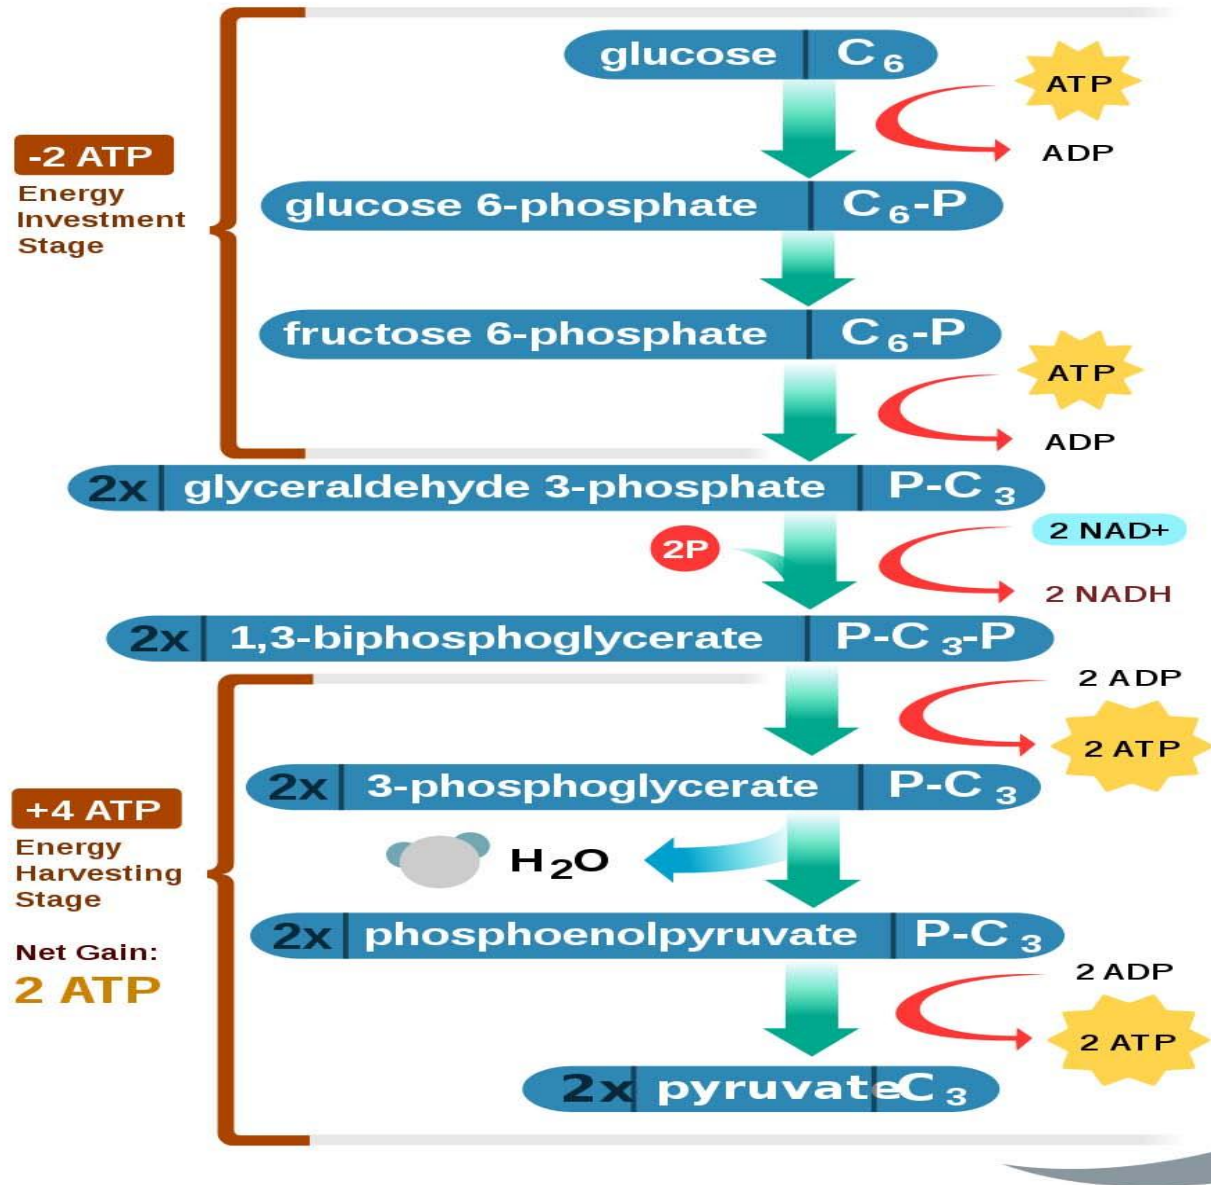 glucose C6
ATP
ADP
-2 ATP
Energy
Investment
Stage
glucose 6-phosphate C6-P
fructose 6-phosphate C6-P
ATP
ADP
2x glyceraldehyde 3-phosphate P-C3
2P
2 NAD+
2 NADH
2x 1,3-biphosphoglycerate P-C3-P
2 ADP
2 ATP
2x 3-phosphoglycerate P-C3
+4 ATP
Energy
Harvesting
Stage
H2O
2x phosphoenolpyruvate P-C3
Net Gain:
2 ATP
2 ADP
2 ATP
2x pyruvate C3